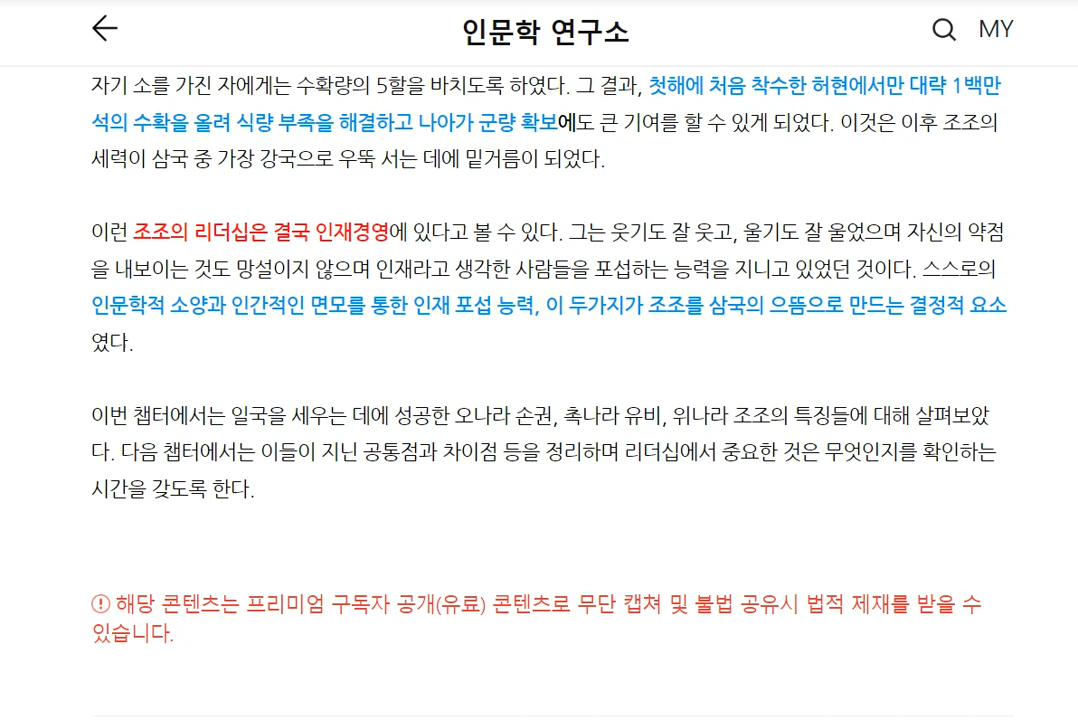 인문학 연구소
MY
자기 소를 가진 자에게는 수확량의 5할을 바치도록 하였다. 그 결과, 첫해에 처음 착수한 허현에서만 대략 1백만
석의 수확을 올려 식량 부족을 해결하고 나아가 군량 확보에도 큰 기여를 할 수 있게 되었다. 이것은 이후 조조의
세력이 삼국 중 가장 강국으로 우뚝 서는 데에 밑거름이 되었다.
이런 조조의 리더십은 결국 인재경영에 있다고 볼 수 있다. 그는 웃기도 잘 웃고, 울기도 잘 울었으며 자신의 약점
을 내보이는 것도 망설이지 않으며 인재라고 생각한 사람들을 포섭하는 능력을 지니고 있었던 것이다. 스스로의
인문학적 소양과 인간적인 면모를 통한 인재 포섭 능력, 이 두가지가 조조를 삼국의 으뜸으로 만드는 결정적 요소
였다.
이번 챕터에서는 일국을 세우는 데에 성공한 오나라 손권, 촉나라 유비, 위나라 조조의 특징들에 대해 살펴보았
다. 다음 챕터에서는 이들이 지닌 공통점과 차이점 등을 정리하며 리더십에서 중요한 것은 무엇인지를 확인하는
시간을 갖도록 한다.
해당 콘텐츠는 프리미엄 구독자 공개(유료) 콘텐츠로 무단 캡쳐 및 불법 공유시 법적 제재를 받을 수
있습니다.